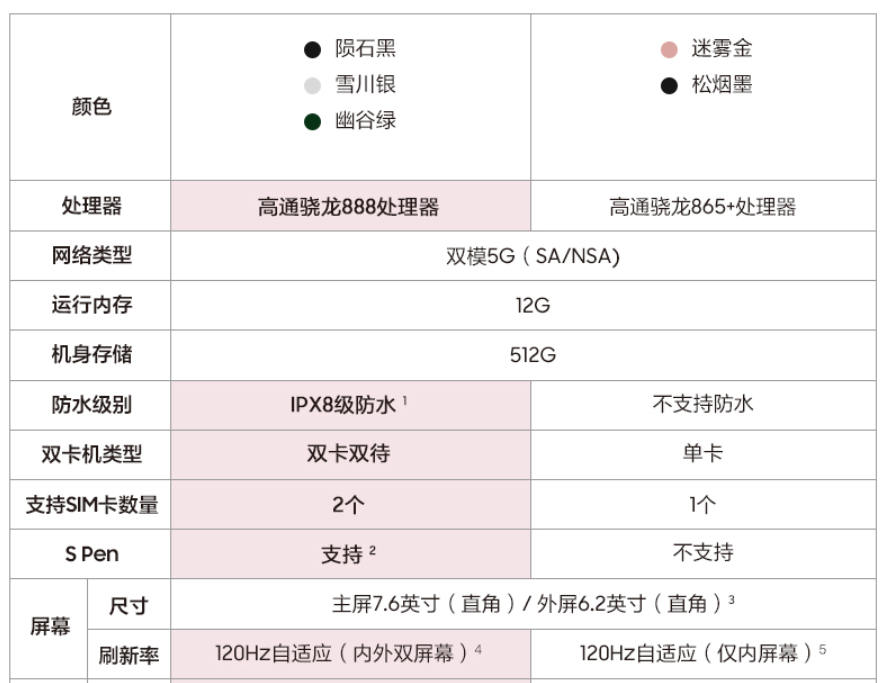 颜色
陨石黑
雪川银
幽谷绿
迷雾金
松烟墨
处理器 高通骁龙888处理器 高通骁龙865+处理器
网络类型 双模5G（SA/NSA)
运行内存 12G
机身存储 512G
防水级别 IPX8级防水 1 不支持防水
双卡机类型 双卡双待 单卡
支持SIM卡数量 2个 1个
S Pen 支持 2 不支持
屏幕
尺寸 主屏7.6英寸（直角）/ 外屏6.2英寸（直角）3
刷新率 120Hz自适应（内外双屏幕）4 120Hz自适应（仅内屏幕）5